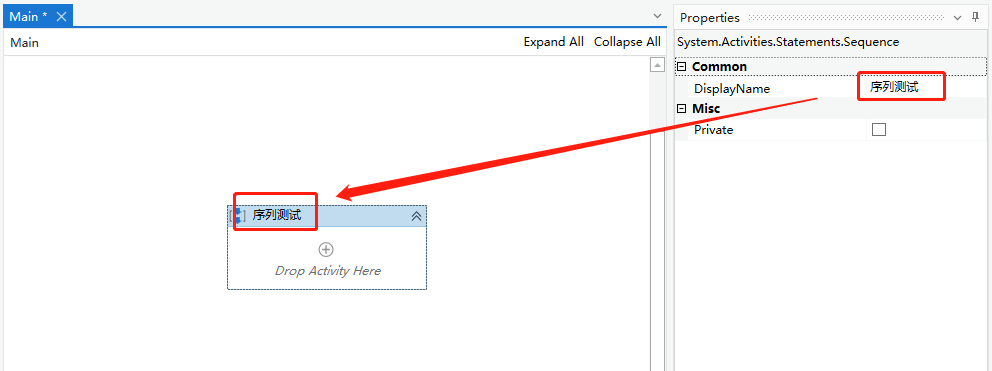 Main *
Main
Expand All Collapse All
序列测试
Drop Activity Here
Properties
System.Activities.Statements.Sequence
Common
DisplayName 序列测试
Misc
Private